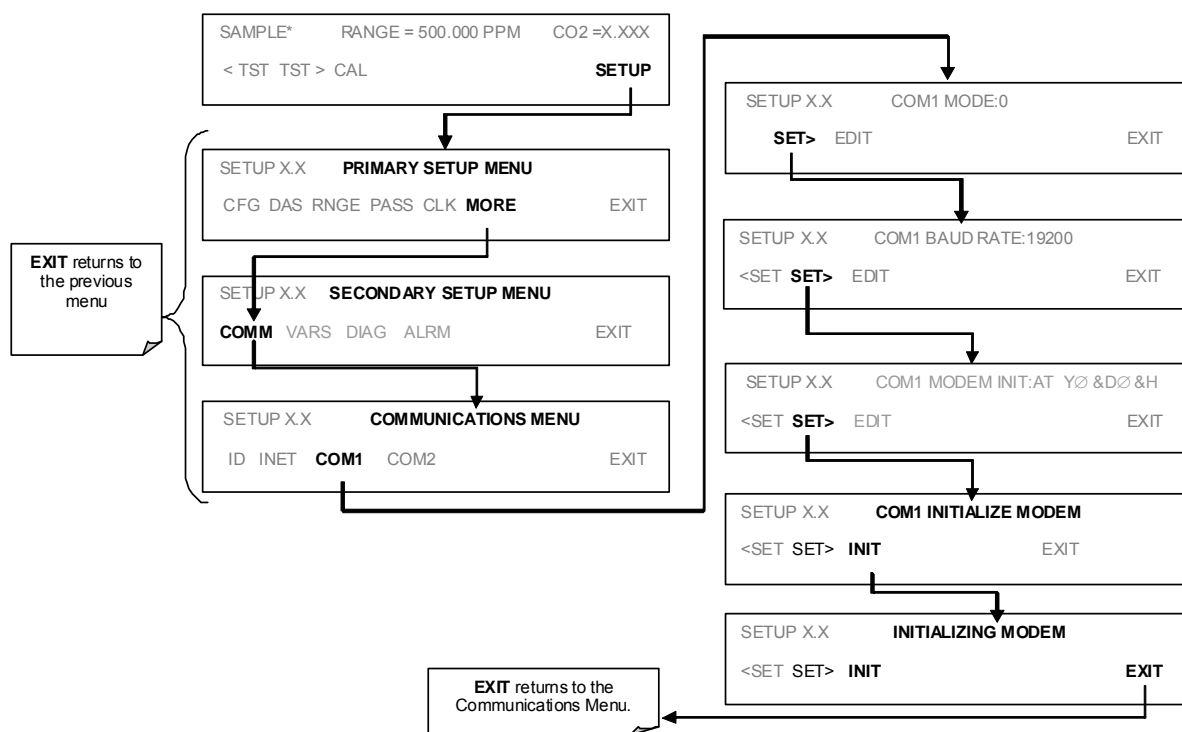 SAMPLE* RANGE = 500.000 PPM CO2 =X.XXX
< TST TST > CAL SETUP
SETUP X.X PRIMARY SETUP MENU
CFG DAS RNGE PASS CLK MORE EXIT
EXIT returns to
the previous
menu
SETUP X.X SECONDARY SETUP MENU
COMM VARS DIAG ALRM EXIT
SETUP X.X COMMUNICATIONS MENU
ID INET COM1 COM2 EXIT
SETUP X.X COM1 MODE:0
SET> EDIT EXIT
SETUP X.X COM1 BAUD RATE:19200
<SET SET> EDIT EXIT
SETUP X.X COM1 MODEM INIT:AT Y∅ &D∅ &H
<SET SET> EDIT EXIT
SETUP X.X COM1 INITIALIZE MODEM
<SET SET> INIT EXIT
SETUP X.X INITIALIZING MODEM
<SET SET> INIT EXIT
EXIT returns to the
Communications Menu.